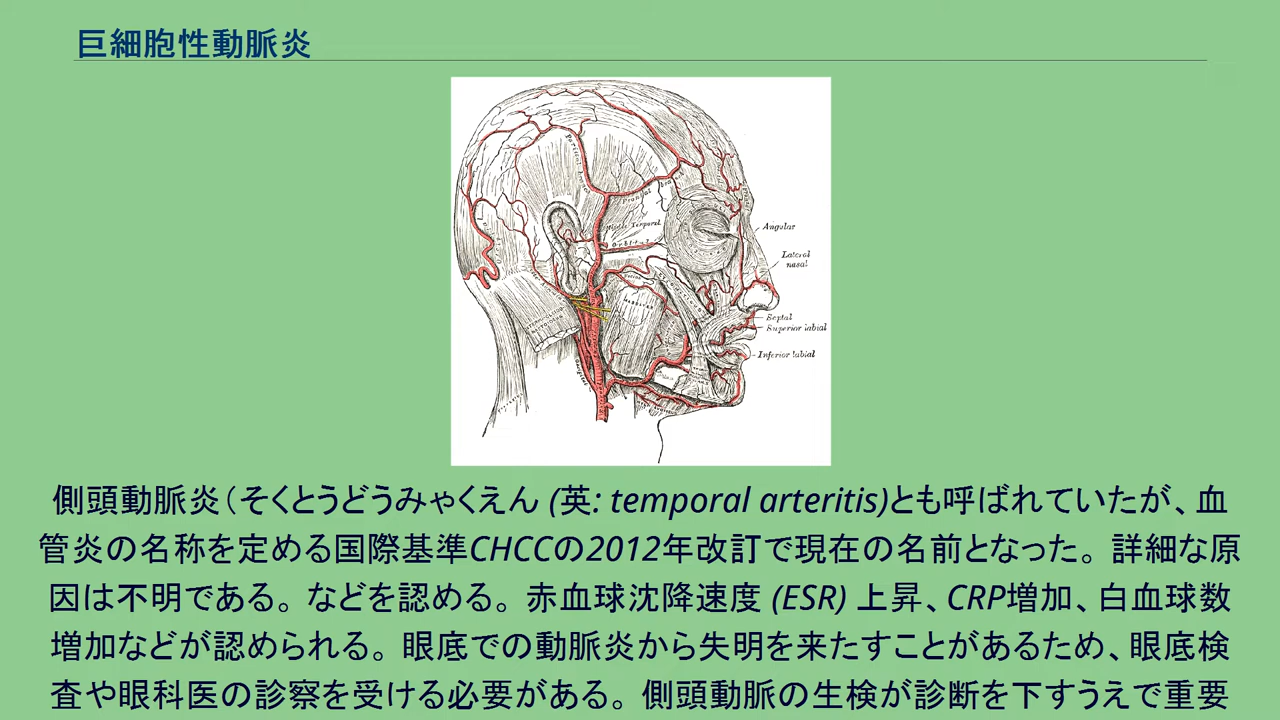 巨細胞性動脈炎
Parietal
Frontal
Middle Temporal
Orbital
Angular
Lateral
nasal
Septal
Superior labial
Inferior labial
側頭動脈炎（そくとうどうみゃくえん (英: temporal arteritis)とも呼ばれていたが、血
管炎の名称を定める国際基準CHCCの2012年改訂で現在の名前となった。詳細な原
因は不明である。などを認める。赤血球沈降速度 (ESR) 上昇、CRP増加、白血球数
増加などが認められる。眼底での動脈炎から失明を来たすことがあるため、眼底検
査や眼科医の診察を受ける必要がある。側頭動脈の生検が診断を下すうえで重要